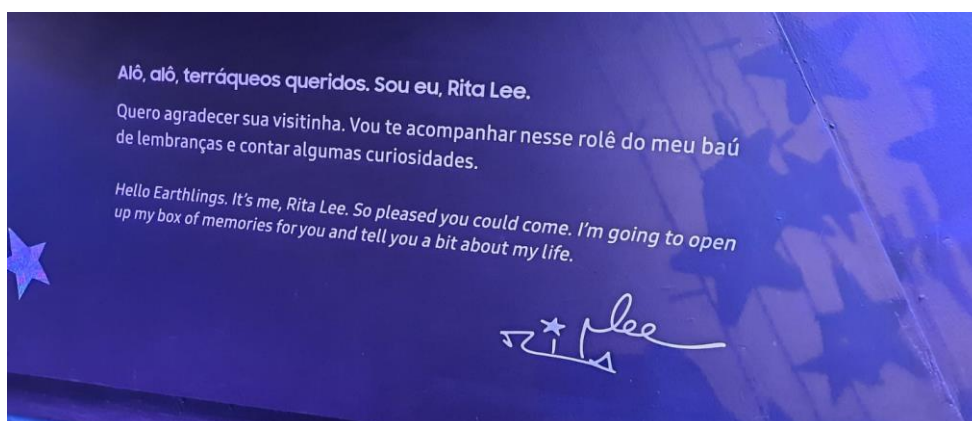 Alô, alô, terráqueos queridos. Sou eu, Rita Lee.
Quero agradecer sua visitinha. Vou te acompanhar nesse rolê do meu baú
de lembranças e contar algumas curiosidades.
Hello Earthlings. It's me, Rita Lee. So pleased you could come. I'm going to open
up my box of memories for you and tell you a bit about my life.
Rita Lee